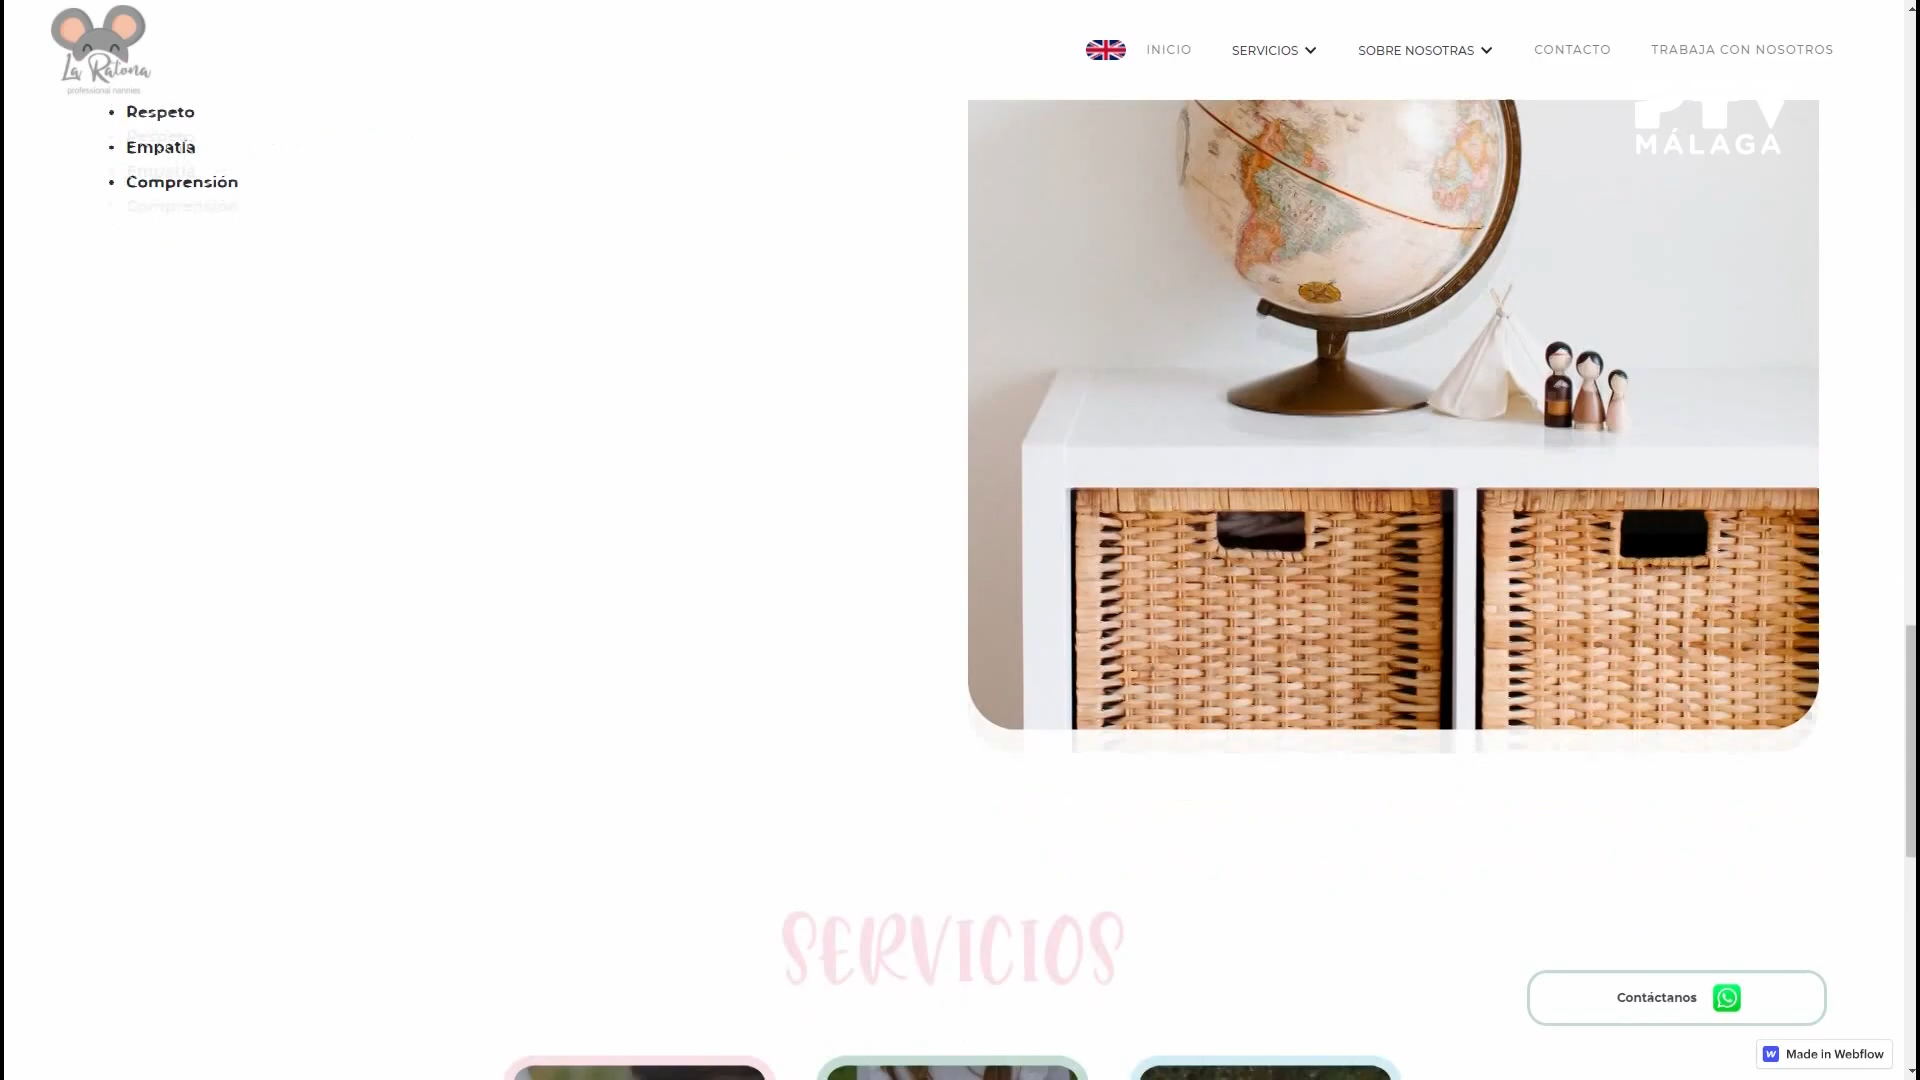 La Ratona
professional nannies
INICIO
SERVICIOS
SOBRE NOSOTRAS
CONTACTO
TRABAJA CON NOSOTROS
PTV
MÁLAGA
Respeto
Empatía
Comprensión
SERVICIOS
Contáctanos
Made in Webflow